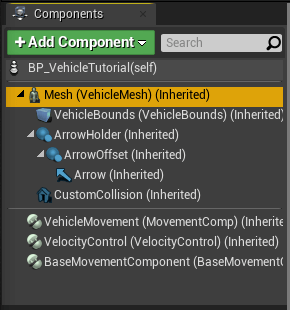 Components
+ Add Component
Search
BP_VehicleTutorial(self)
Mesh (VehicleMesh) (Inherited)
VehicleBounds (VehicleBounds) (Inherited)
ArrowHolder (Inherited)
ArrowOffset (Inherited)
Arrow (Inherited)
CustomCollision (Inherited)
VehicleMovement (MovementComp) (Inherite
VelocityControl (VelocityControl) (Inherited)
BaseMovementComponent (BaseMovementC